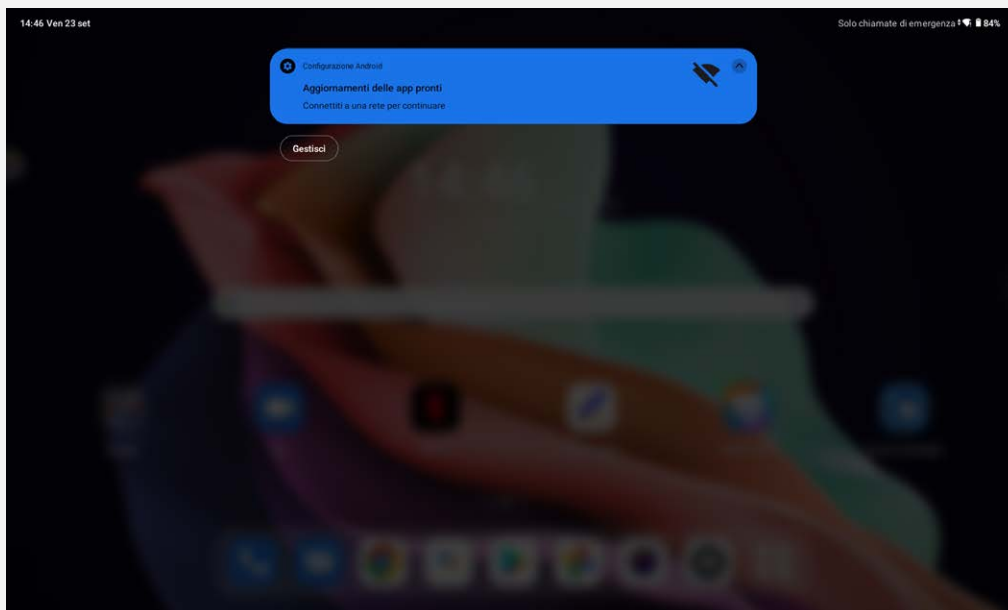 14:46 Ven 23 set
Solo chiamate di emergenza 84%
Configurazione Android
Aggiornamenti delle app pronti
Connettiti a una rete per continuare
Gestisci